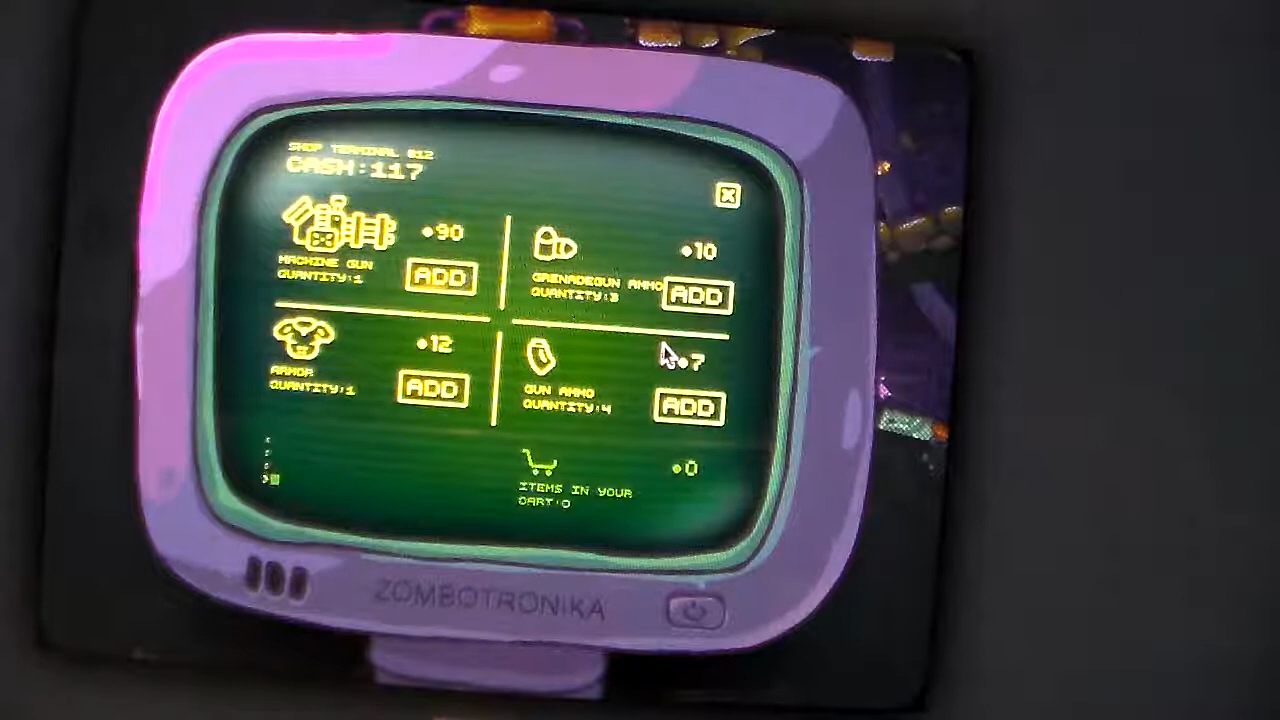 SHOP TERMINAL 012
CASH:117
MACHINE GUN
QUANTITY:1
90
ADD
GRENADEGUN AMMO
QUANTITY:3
10
ADD
ARMOR
QUANTITY:1
12
ADD
GUN AMMO
QUANTITY:4
7
ADD
ITEMS IN YOUR
CART:0
0
ZOMBOTRONIKA